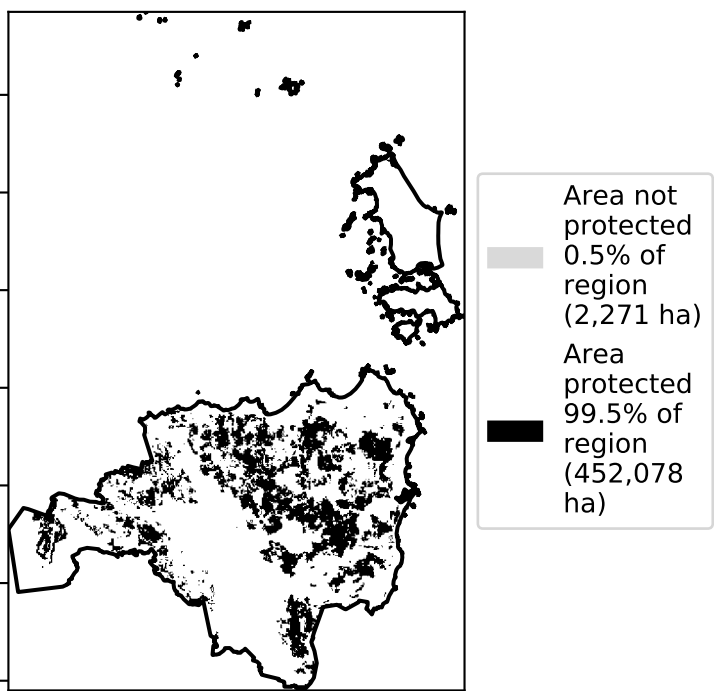 Area not
protected
0.5% of
region
(2,271 ha)
Area
protected
99.5% of
region
(452,078
ha)